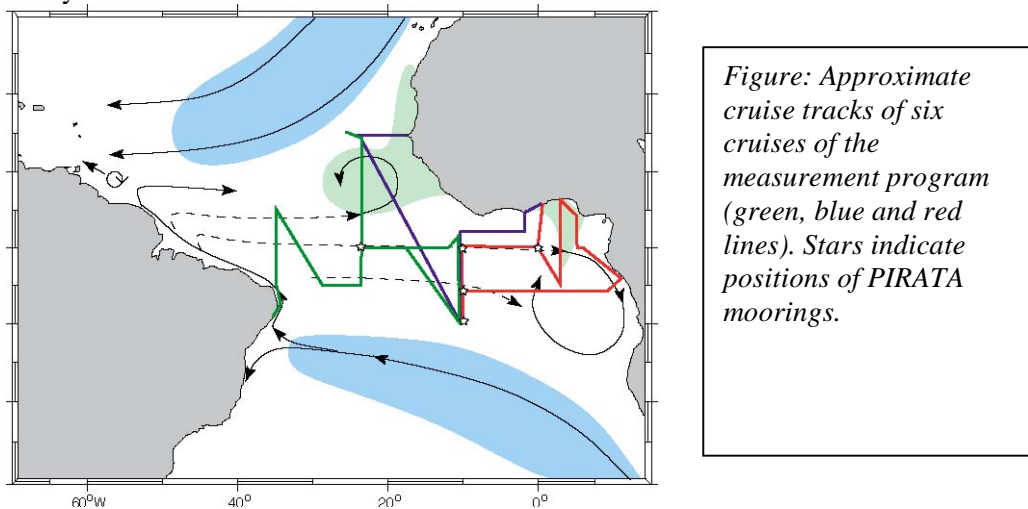 Figure: Approximate
cruise tracks of six
cruises of the
measurement program
(green, blue and red
lines). Stars indicate
positions of PIRATA
moorings.
60°W 40° 20° 0°